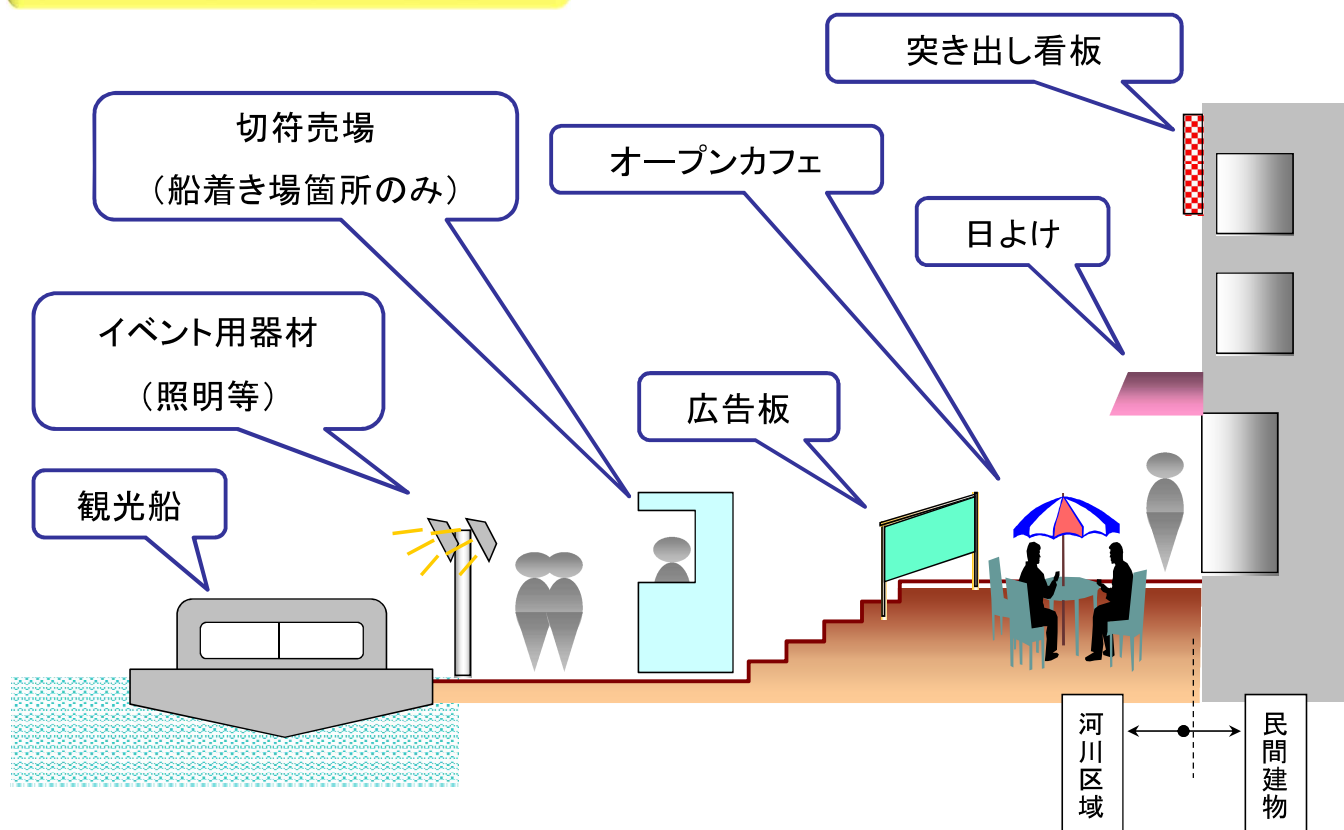 突き出し看板
切符売場
（船着き場箇所のみ）
オープンカフェ
日よけ
イベント用器材
（照明等）
広告板
観光船
河川区域
民間建物